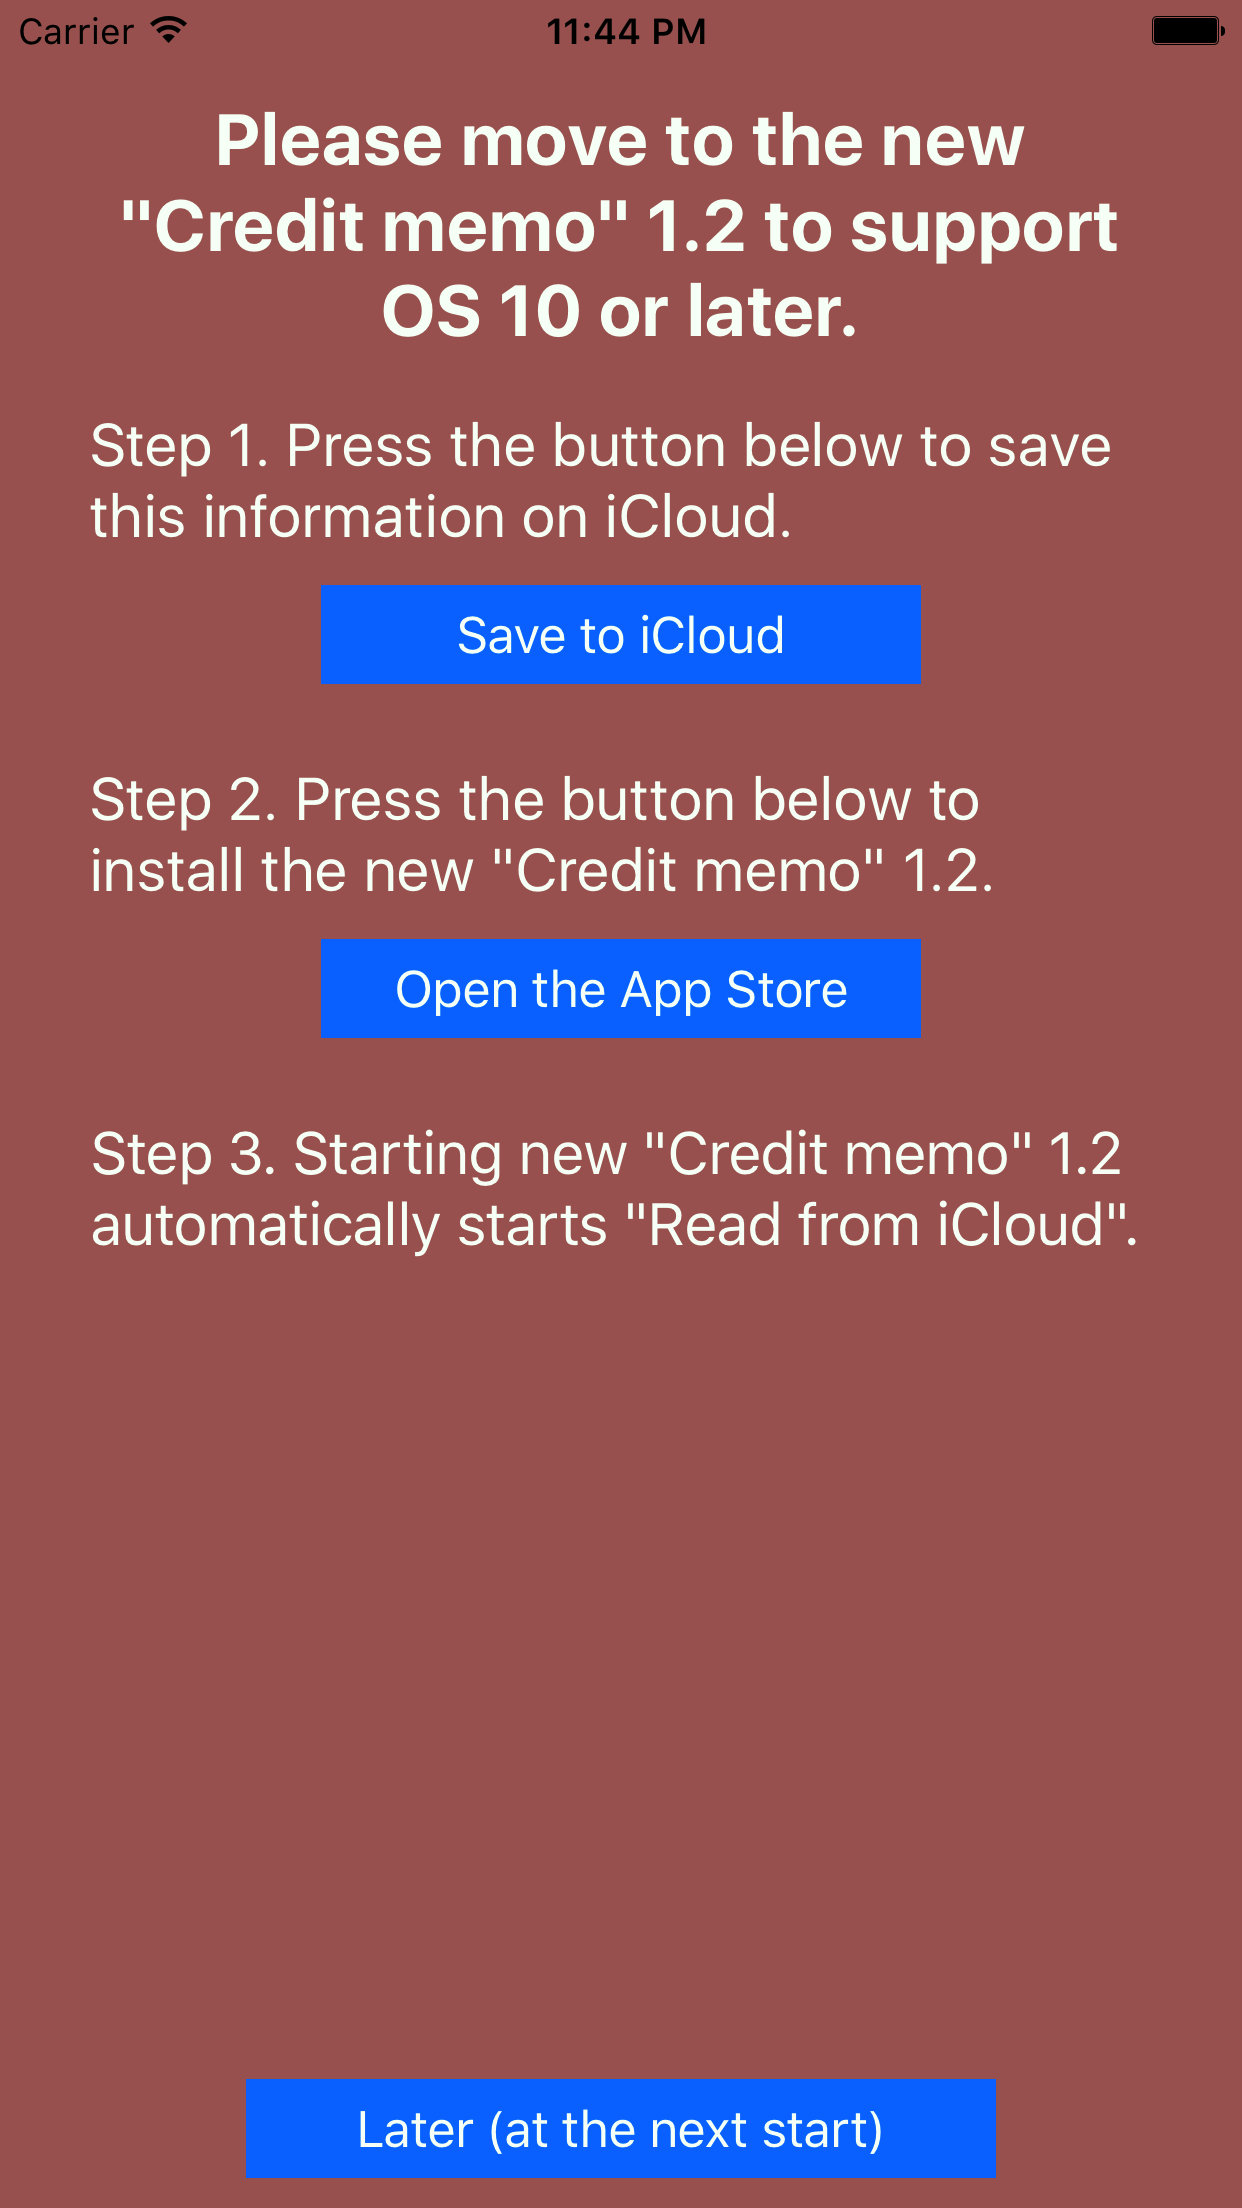 Carrier
11:44 PM
Please move to the new
"Credit memo" 1.2 to support
OS 10 or later.
Step 1. Press the button below to save
this information on iCloud.
Save to iCloud
Step 2. Press the button below to
install the new "Credit memo" 1.2.
Open the App Store
Step 3. Starting new "Credit memo" 1.2
automatically starts "Read from iCloud".
Later (at the next start)